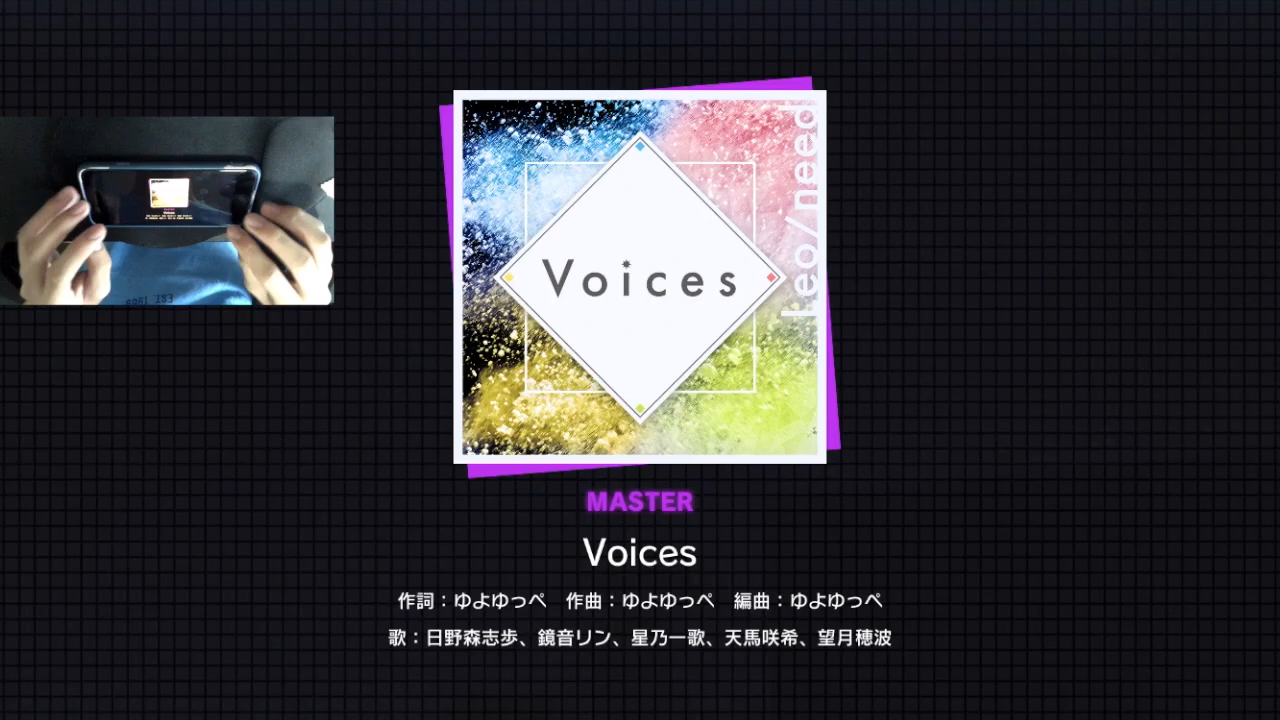 Leo/need
Voices
MASTER
Voices
作詞：ゆよゆっぺ　作曲：ゆよゆっぺ　編曲：ゆよゆっぺ
歌：日野森志歩、鏡音リン、星乃一歌、天馬咲希、望月穂波